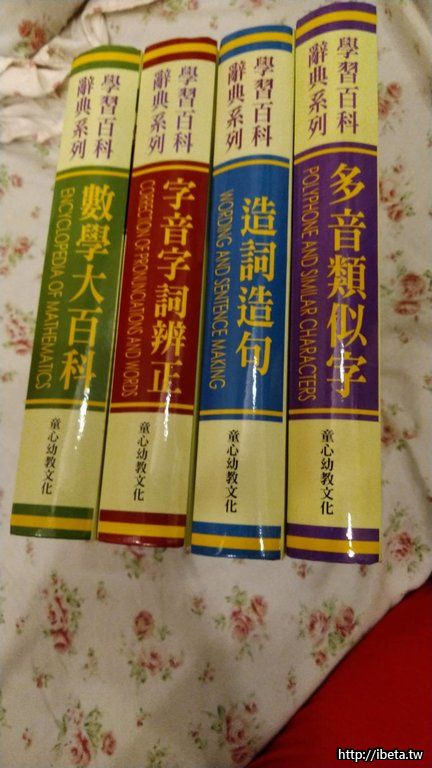 學習百科
辭典系列
數學大百科
ENCYCLOPEDIA OF MATHEMATICS
童心幼教文化
學習百科
辭典系列
字音字詞辨正
CORRECTION OF PRONUNCIATIONS AND WORDS
童心幼教文化
學習百科
辭典系列
造詞造句
WORDING AND SENTENCE MAKING
童心幼教文化
學習百科
辭典系列
多音類似字
POLYPHONE AND SIMILAR CHARACTERS
童心幼教文化
http://ibeta.tw